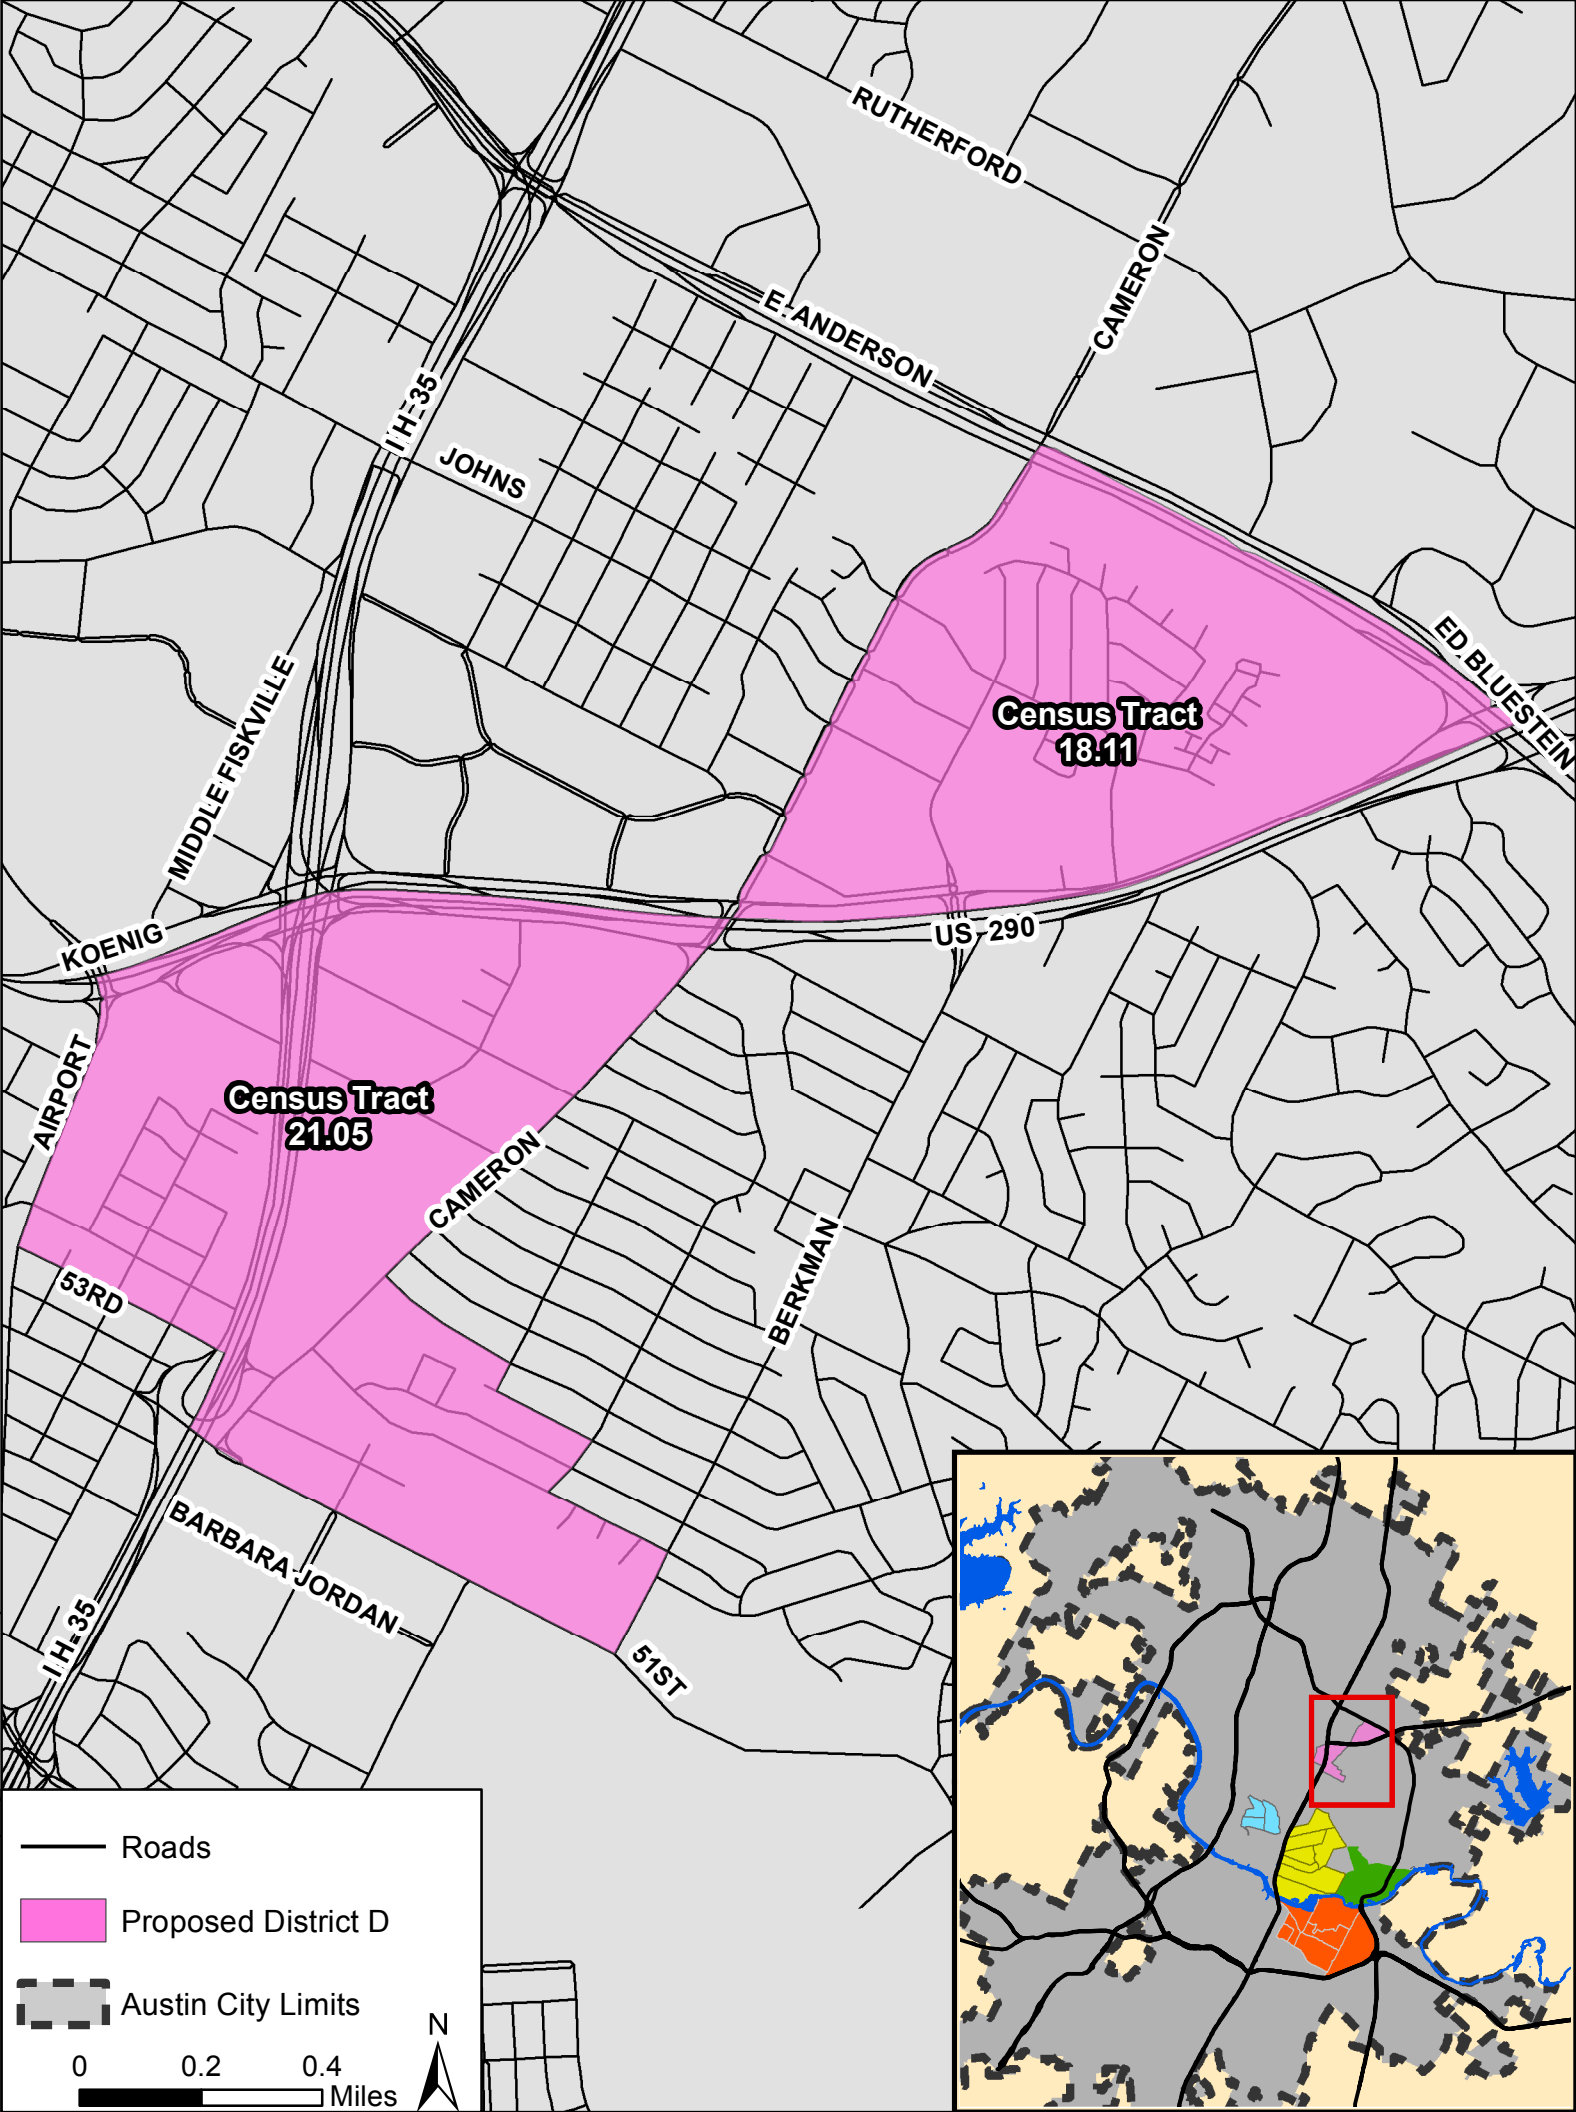 RUTHERFORD
CAMERON
E. ANDERSON
I H- 35
JOHNS
ED BLUESTEIN
MIDDLE FISKVILLE
Census Tract
18.11
KOENIG
US 290
AIRPORT
Census Tract
21.05
CAMERON
53RD
BERKMAN
BARBARA JORDAN
I H- 35
51ST
Roads
Proposed District D
Austin City Limits
N
0 0.2 0.4
Miles